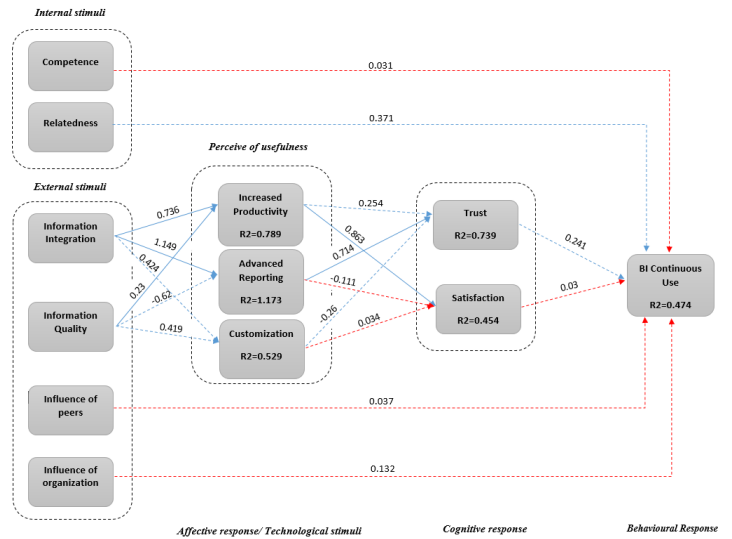 Internal stimuli
Competence
0.031
Relatedness
0.371
Perceive of usefulness
External stimuli
Information
Integration
0.736
1.149
0.424
Information
Quality
0.23
-0.62
0.419
Influence of
peers
0.037
Influence of
organization
0.132
Increased
Productivity
R2=0.789
Advanced
Reporting
R2=1.173
Customization
R2=0.529
0.254
0.863
0.714
-0.111
-0.26
0.034
Trust
R2=0.739
Satisfaction
R2=0.454
0.241
0.03
BI Continuous
Use
R2=0.474
Affective response/ Technological stimuli
Cognitive response
Behavioural Response